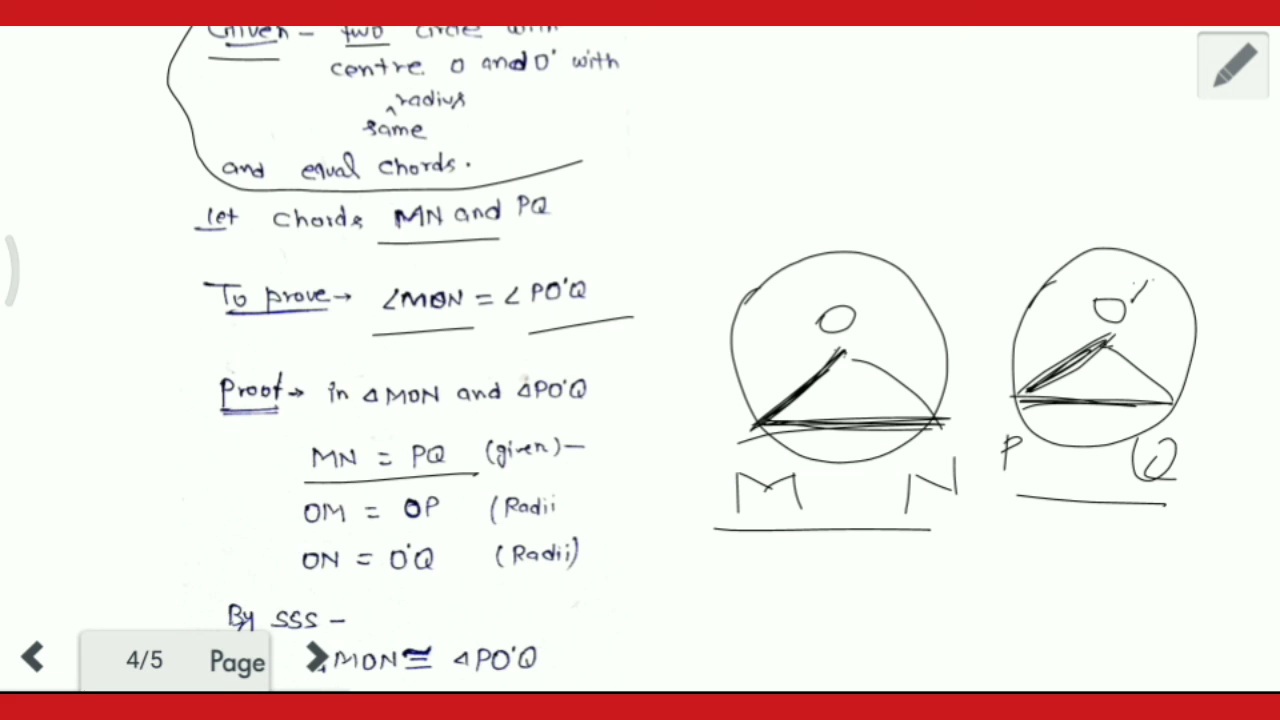 Given - two circle with
centre O and O' with
radius
same
and equal chords.
Let chords MN and PQ
To prove → ∠MON = ∠PO'Q
Proof → in △MON and △PO'Q
MN = PQ (given) -
OM = OP (Radii
ON = O'Q (Radii)
By SSS -
MON ≅ △PO'Q
O
O'
M N
P Q
4/5 Page